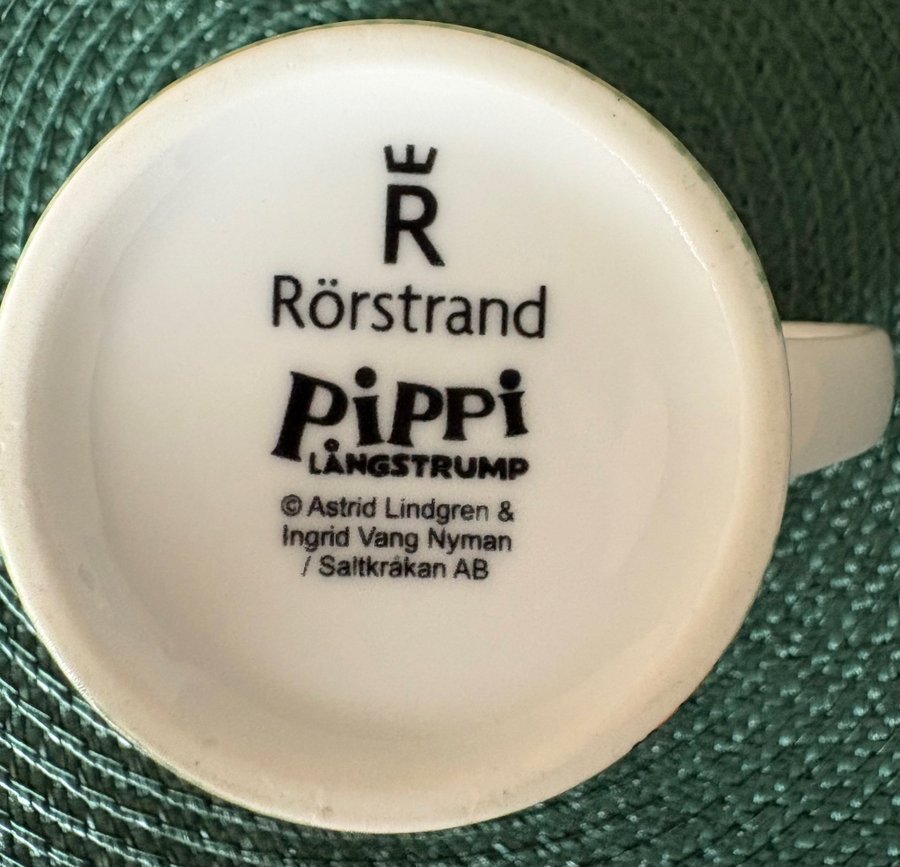 R
Rörstrand
PiPPi
LÅNGSTRUMP
© Astrid Lindgren &
Ingrid Vang Nyman
/ Saltkråkan AB